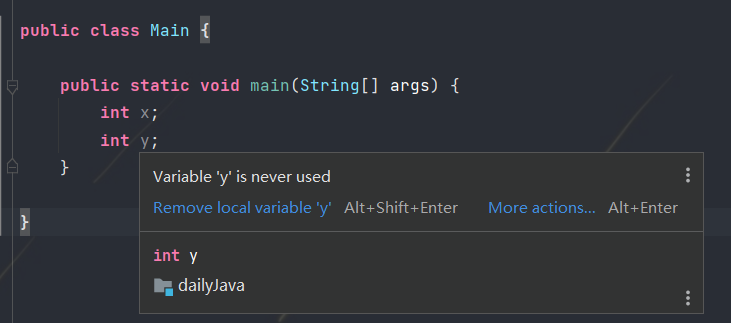 public class Main {
public static void main(String[] args) {
int x;
int y;
}
Variable 'y' is never used
Remove local variable 'y' Alt+Shift+Enter More actions... Alt+Enter
}
int y
dailyJava